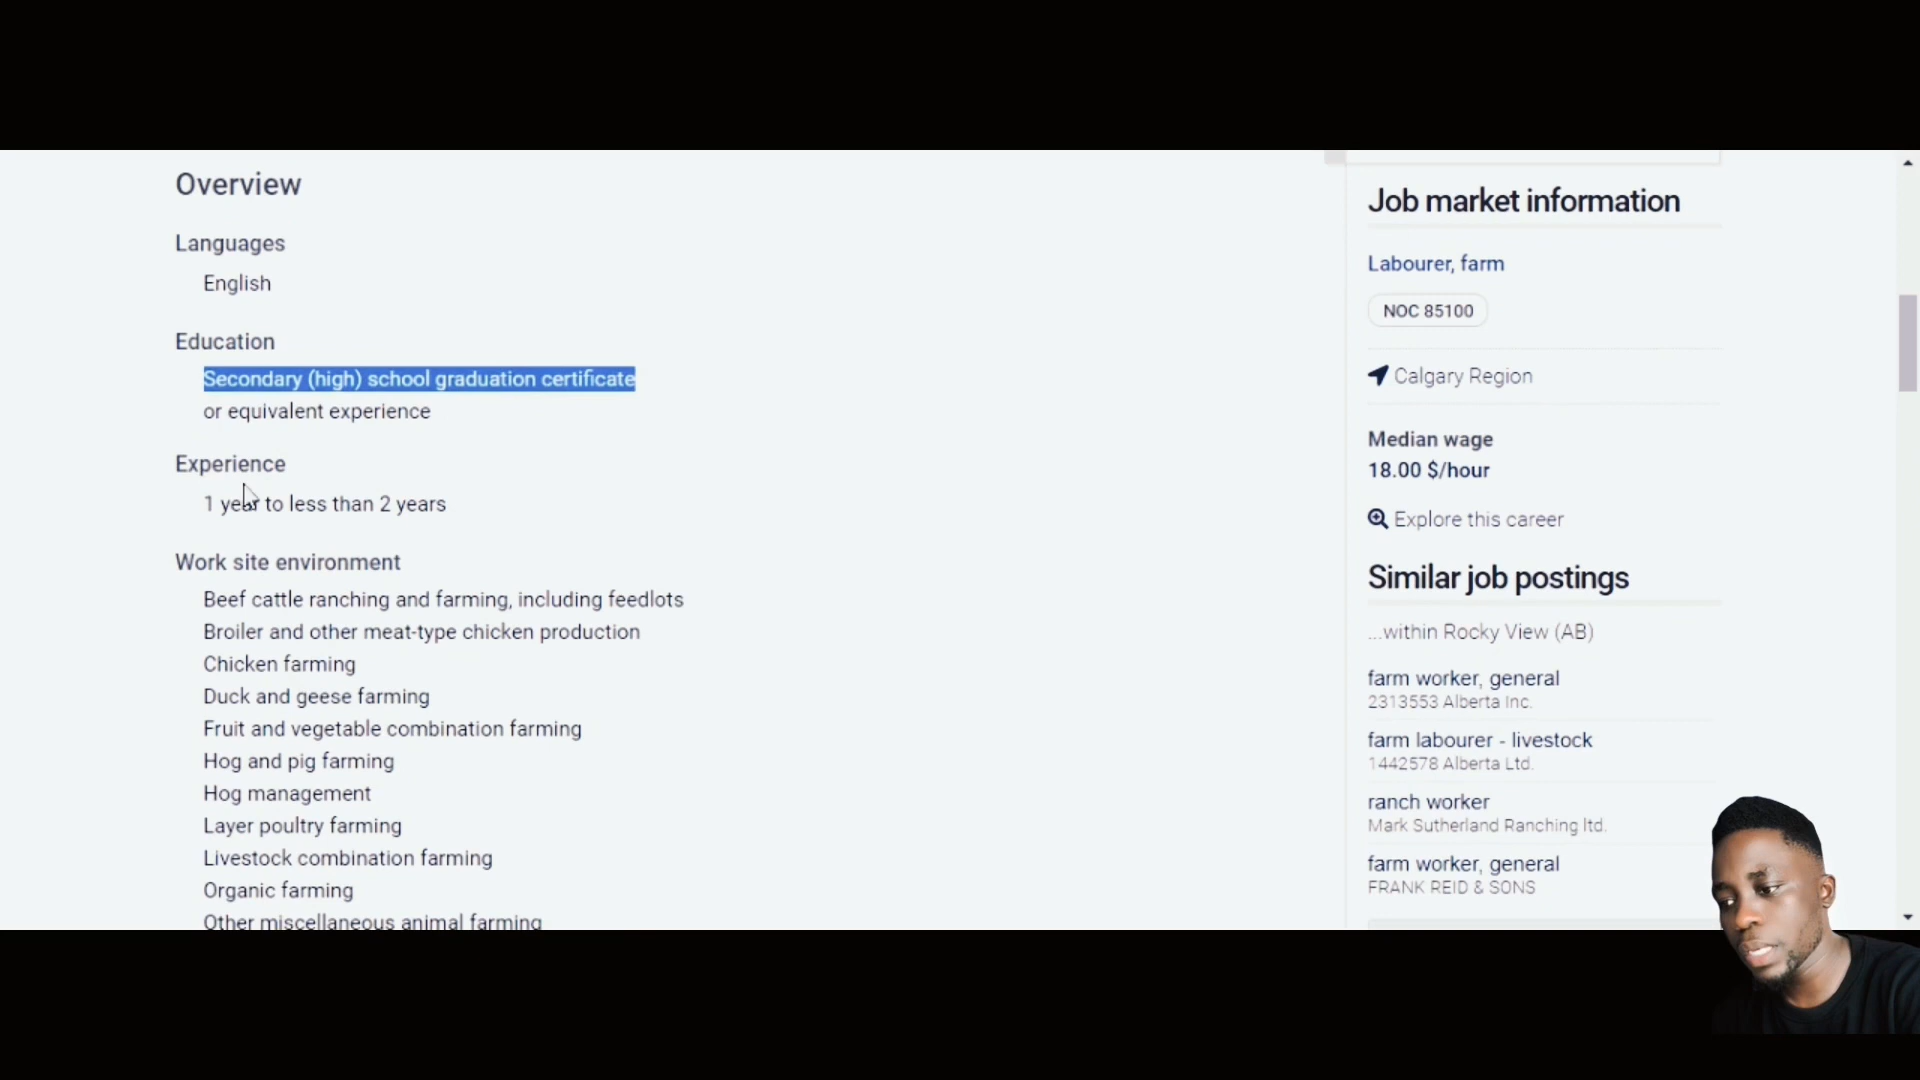 Overview
Languages
English
Education
Secondary (high) school graduation certificate
or equivalent experience
Experience
1 year to less than 2 years
Work site environment
Beef cattle ranching and farming, including feedlots
Broiler and other meat-type chicken production
Chicken farming
Duck and geese farming
Fruit and vegetable combination farming
Hog and pig farming
Hog management
Layer poultry farming
Livestock combination farming
Organic farming
Other miscellaneous animal farming
Job market information
Labourer, farm
NOC 85100
Calgary Region
Median wage
18.00 $/hour
Explore this career
Similar job postings
...within Rocky View (AB)
farm worker, general
2313553 Alberta Inc.
farm labourer - livestock
1442578 Alberta Ltd.
ranch worker
Mark Sutherland Ranching ltd.
farm worker, general
FRANK REID & SONS